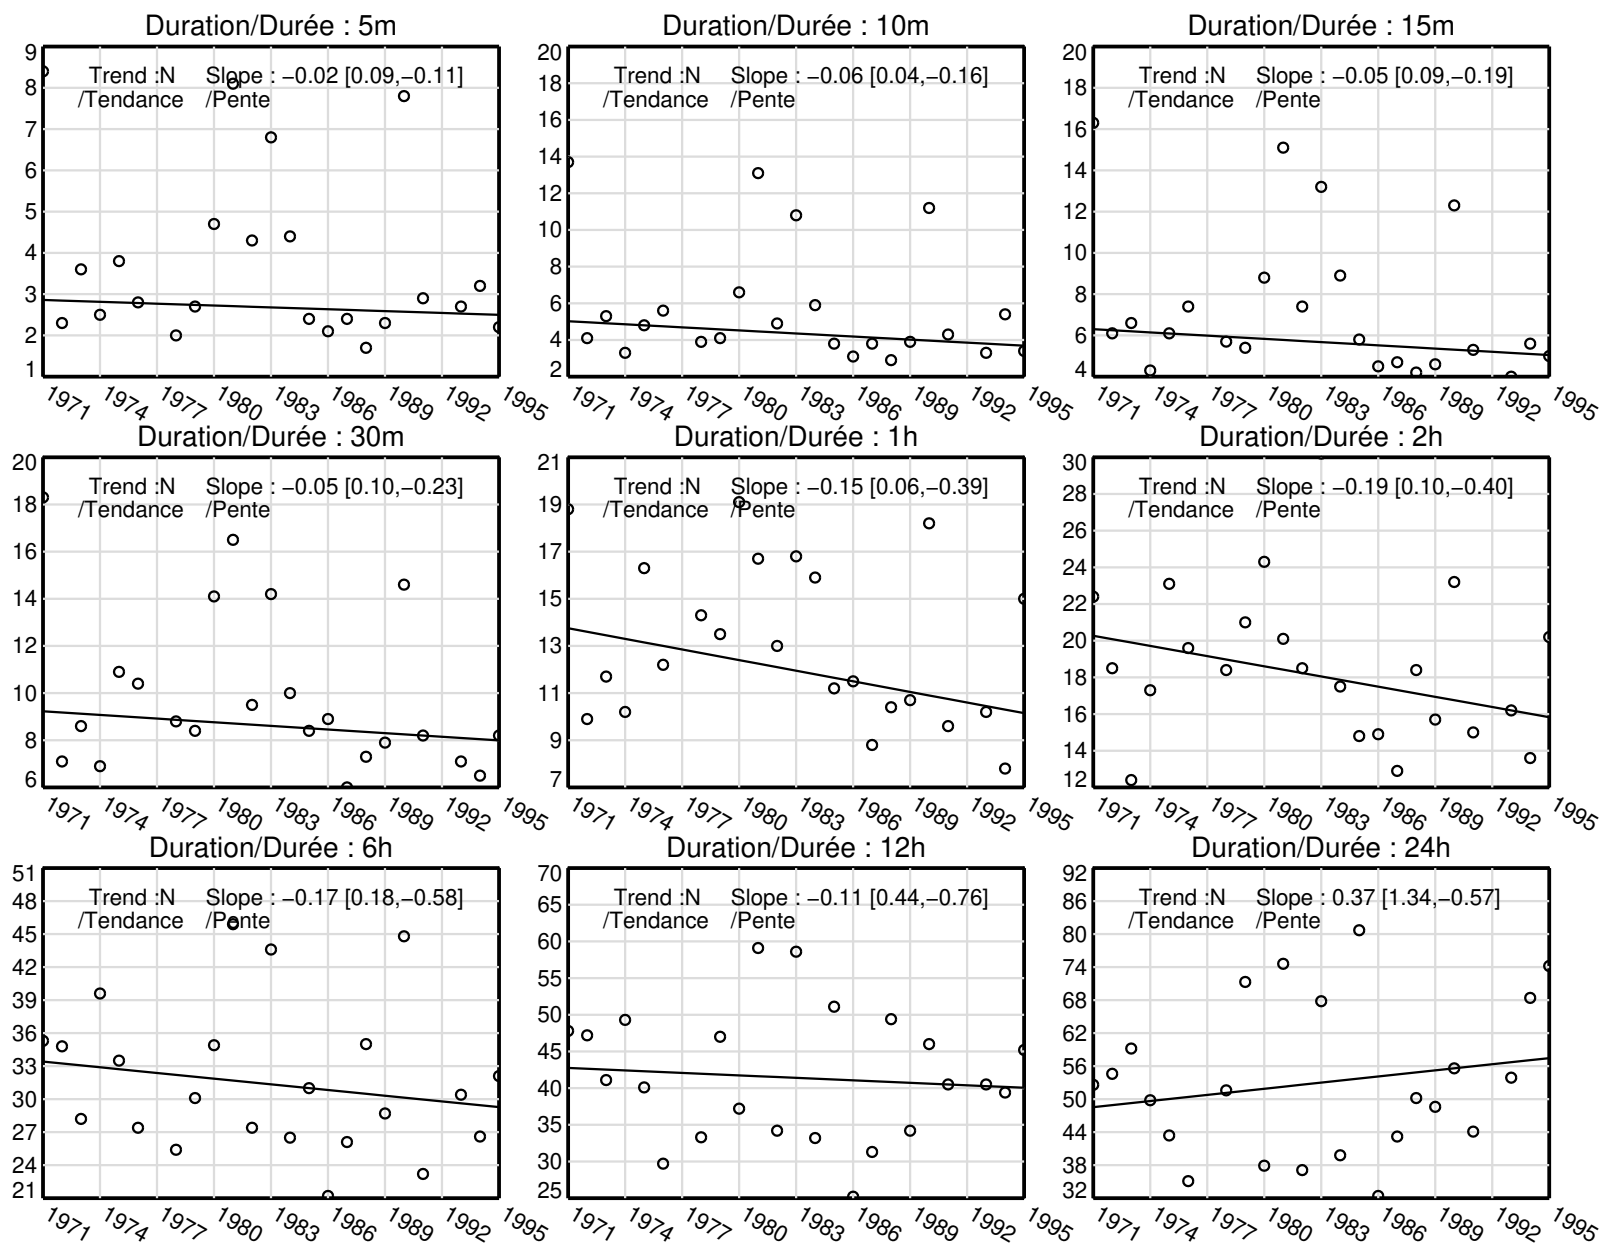 Duration/Durée : 5m
9
8
7
6
5
4
3
2
1
Trend :N Slope : −0.02 [0.09,−0.11]
/Tendance /Pente
1971 1974 1977 1980 1983 1986 1989 1992 1995
Duration/Durée : 10m
20
18
16
14
12
10
8
6
4
2
Trend :N Slope : −0.06 [0.04,−0.16]
/Tendance /Pente
1971 1974 1977 1980 1983 1986 1989 1992 1995
Duration/Durée : 15m
20
18
16
14
12
10
8
6
4
Trend :N Slope : −0.05 [0.09,−0.19]
/Tendance /Pente
1971 1974 1977 1980 1983 1986 1989 1992 1995
Duration/Durée : 30m
20
18
16
14
12
10
8
6
Trend :N Slope : −0.05 [0.10,−0.23]
/Tendance /Pente
1971 1974 1977 1980 1983 1986 1989 1992 1995
Duration/Durée : 1h
21
19
17
15
13
11
9
7
Trend :N Slope : −0.15 [0.06,−0.39]
/Tendance /Pente
1971 1974 1977 1980 1983 1986 1989 1992 1995
Duration/Durée : 2h
30
28
26
24
22
20
18
16
14
12
Trend :N Slope : −0.19 [0.10,−0.40]
/Tendance /Pente
1971 1974 1977 1980 1983 1986 1989 1992 1995
Duration/Durée : 6h
51
48
45
42
39
36
33
30
27
24
21
Trend :N Slope : −0.17 [0.18,−0.58]
/Tendance /Pente
1971 1974 1977 1980 1983 1986 1989 1992 1995
Duration/Durée : 12h
70
65
60
55
50
45
40
35
30
25
Trend :N Slope : −0.11 [0.44,−0.76]
/Tendance /Pente
1971 1974 1977 1980 1983 1986 1989 1992 1995
Duration/Durée : 24h
92
86
80
74
68
62
56
50
44
38
32
Trend :N Slope : 0.37 [1.34,−0.57]
/Tendance /Pente
1971 1974 1977 1980 1983 1986 1989 1992 1995